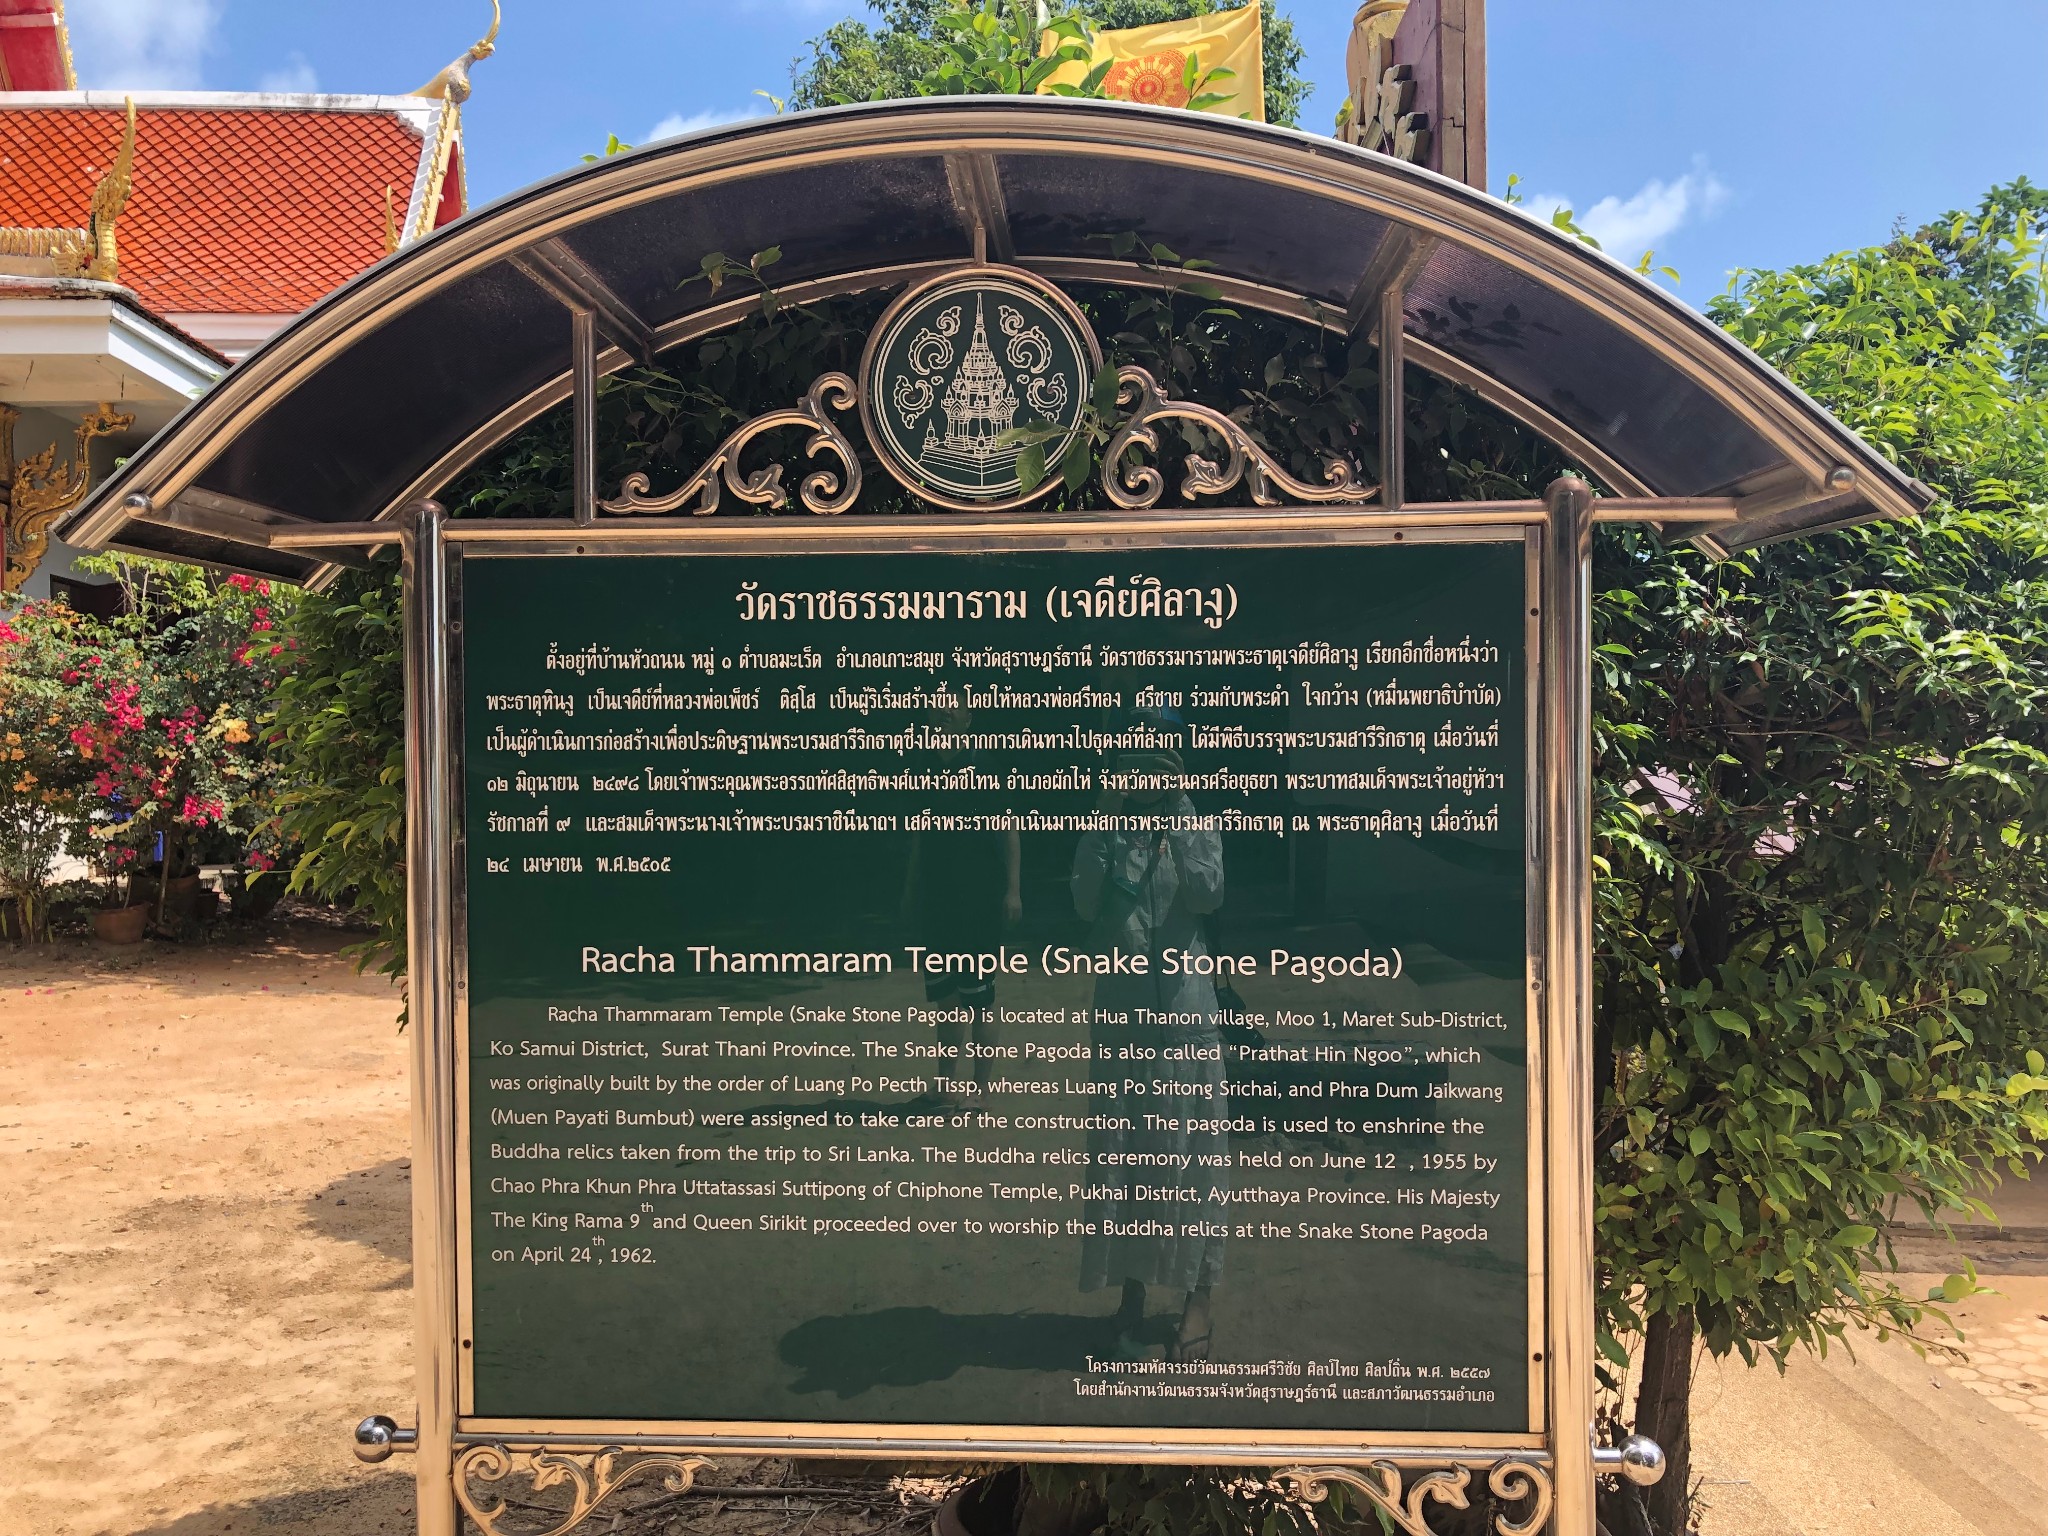 วัดราชธรรมมาราม (เจดีย์ศิลางู)
ตั้งอยู่ที่บ้านหัวถนน หมู่ ๑ ตำบลมะเร็ต อำเภอเกาะสมุย จังหวัดสุราษฎร์ธานี วัดราชธรรมารามพระธาตุเจดีย์ศิลางู เรียกอีกชื่อหนึ่งว่า
พระธาตุหินงู เป็นเจดีย์ที่หลวงพ่อเพ็ชร์ ติสฺโส เป็นผู้ริเริ่มสร้างขึ้น โดยให้หลวงพ่อศรีทอง ศรีชาย ร่วมกับพระดำ ใจกว้าง (หมื่นพยาธิบำบัด)
เป็นผู้ดำเนินการก่อสร้างเพื่อประดิษฐานพระบรมสารีริกธาตุซึ่งได้มาจากการเดินทางไปธุดงค์ที่ลังกา ได้มีพิธีบรรจุพระบรมสารีริกธาตุ เมื่อวันที่
๑๒ มิถุนายน ๒๔๙๘ โดยเจ้าพระคุณพระอรรถทัศสิสุทธิพงศ์แห่งวัดชีโทน อำเภอผักไห่ จังหวัดพระนครศรีอยุธยา พระบาทสมเด็จพระเจ้าอยู่หัวฯ
รัชกาลที่ ๙ และสมเด็จพระนางเจ้าพระบรมราชินีนาถฯ เสด็จพระราชดำเนินมานมัสการพระบรมสารีริกธาตุ ณ พระธาตุศิลางู เมื่อวันที่
๒๔ เมษายน พ.ศ.๒๕๐๕
Racha Thammaram Temple (Snake Stone Pagoda)
Racha Thammaram Temple (Snake Stone Pagoda) is located at Hua Thanon village, Moo 1, Maret Sub-District,
Ko Samui District, Surat Thani Province. The Snake Stone Pagoda is also called “Prathat Hin Ngoo”, which
was originally built by the order of Luang Po Pecth Tissp, whereas Luang Po Sritong Srichai, and Phra Dum Jaikwang
(Muen Payati Bumbut) were assigned to take care of the construction. The pagoda is used to enshrine the
Buddha relics taken from the trip to Sri Lanka. The Buddha relics ceremony was held on June 12 , 1955 by
Chao Phra Khun Phra Uttatassasi Suttipong of Chiphone Temple, Pukhai District, Ayutthaya Province. His Majesty
The King Rama 9th and Queen Sirikit proceeded over to worship the Buddha relics at the Snake Stone Pagoda
on April 24th, 1962.
โครงการมหัศจรรย์วัฒนธรรมศรีวิชัย ศิลป์ไทย ศิลป์ถิ่น พ.ศ. ๒๕๕๗
โดยสำนักงานวัฒนธรรมจังหวัดสุราษฎร์ธานี และสภาวัฒนธรรมอำเภอ